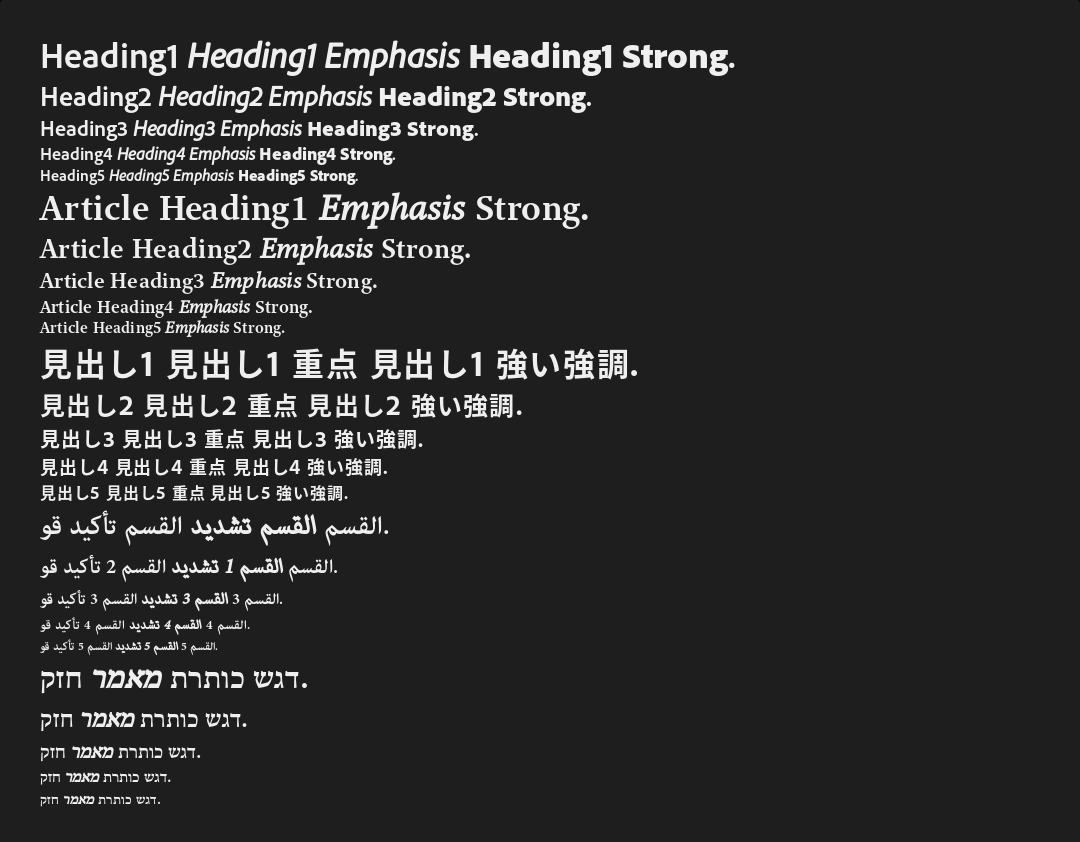 Heading1 Heading1 Emphasis Heading1 Strong.
Heading2 Heading2 Emphasis Heading2 Strong.
Heading3 Heading3 Emphasis Heading3 Strong.
Heading4 Heading4 Emphasis Heading4 Strong.
Heading5 Heading5 Emphasis Heading5 Strong.
Article Heading1 Emphasis Strong.
Article Heading2 Emphasis Strong.
Article Heading3 Emphasis Strong.
Article Heading4 Emphasis Strong.
Article Heading5 Emphasis Strong.
見出し1 見出し1 重点 見出し1 強い強調.
見出し2 見出し2 重点 見出し2 強い強調.
見出し3 見出し3 重点 見出し3 強い強調.
見出し4 見出し4 重点 見出し4 強い強調.
見出し5 見出し5 重点 見出し5 強い強調.
القسم القسم تشديد القسم تأكيد قو.
القسم القسم 1 تشديد القسم 2 تأكيد قو.
القسم 3 القسم 3 تشديد القسم 3 تأكيد قو.
القسم 4 القسم 4 تشديد القسم 4 تأكيد قو.
القسم 5 القسم 5 تشديد القسم 5 تأكيد قو.
דגש כותרת מאמר חזק.
דגש כותרת מאמר חזק.
דגש כותרת מאמר חזק.
דגש כותרת מאמר חזק.
דגש כותרת מאמר חזק.